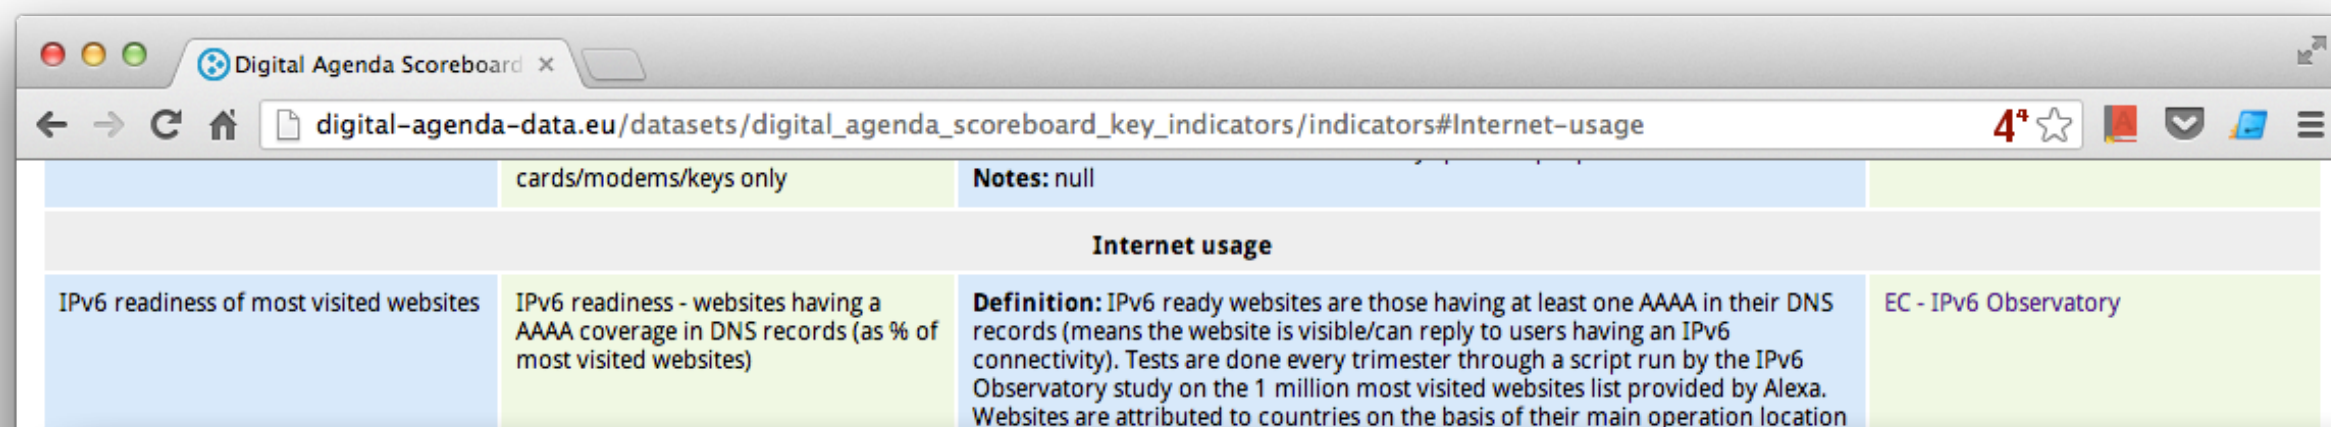 Digital Agenda Scoreboard
digital-agenda-data.eu/datasets/digital_agenda_scoreboard_key_indicators/indicators#Internet-usage
4⁴
cards/modems/keys only
Notes: null
Internet usage
IPv6 readiness of most visited websites
IPv6 readiness - websites having a
AAAA coverage in DNS records (as % of
most visited websites)
Definition: IPv6 ready websites are those having at least one AAAA in their DNS
records (means the website is visible/can reply to users having an IPv6
connectivity). Tests are done every trimester through a script run by the IPv6
Observatory study on the 1 million most visited websites list provided by Alexa.
Websites are attributed to countries on the basis of their main operation location
EC - IPv6 Observatory